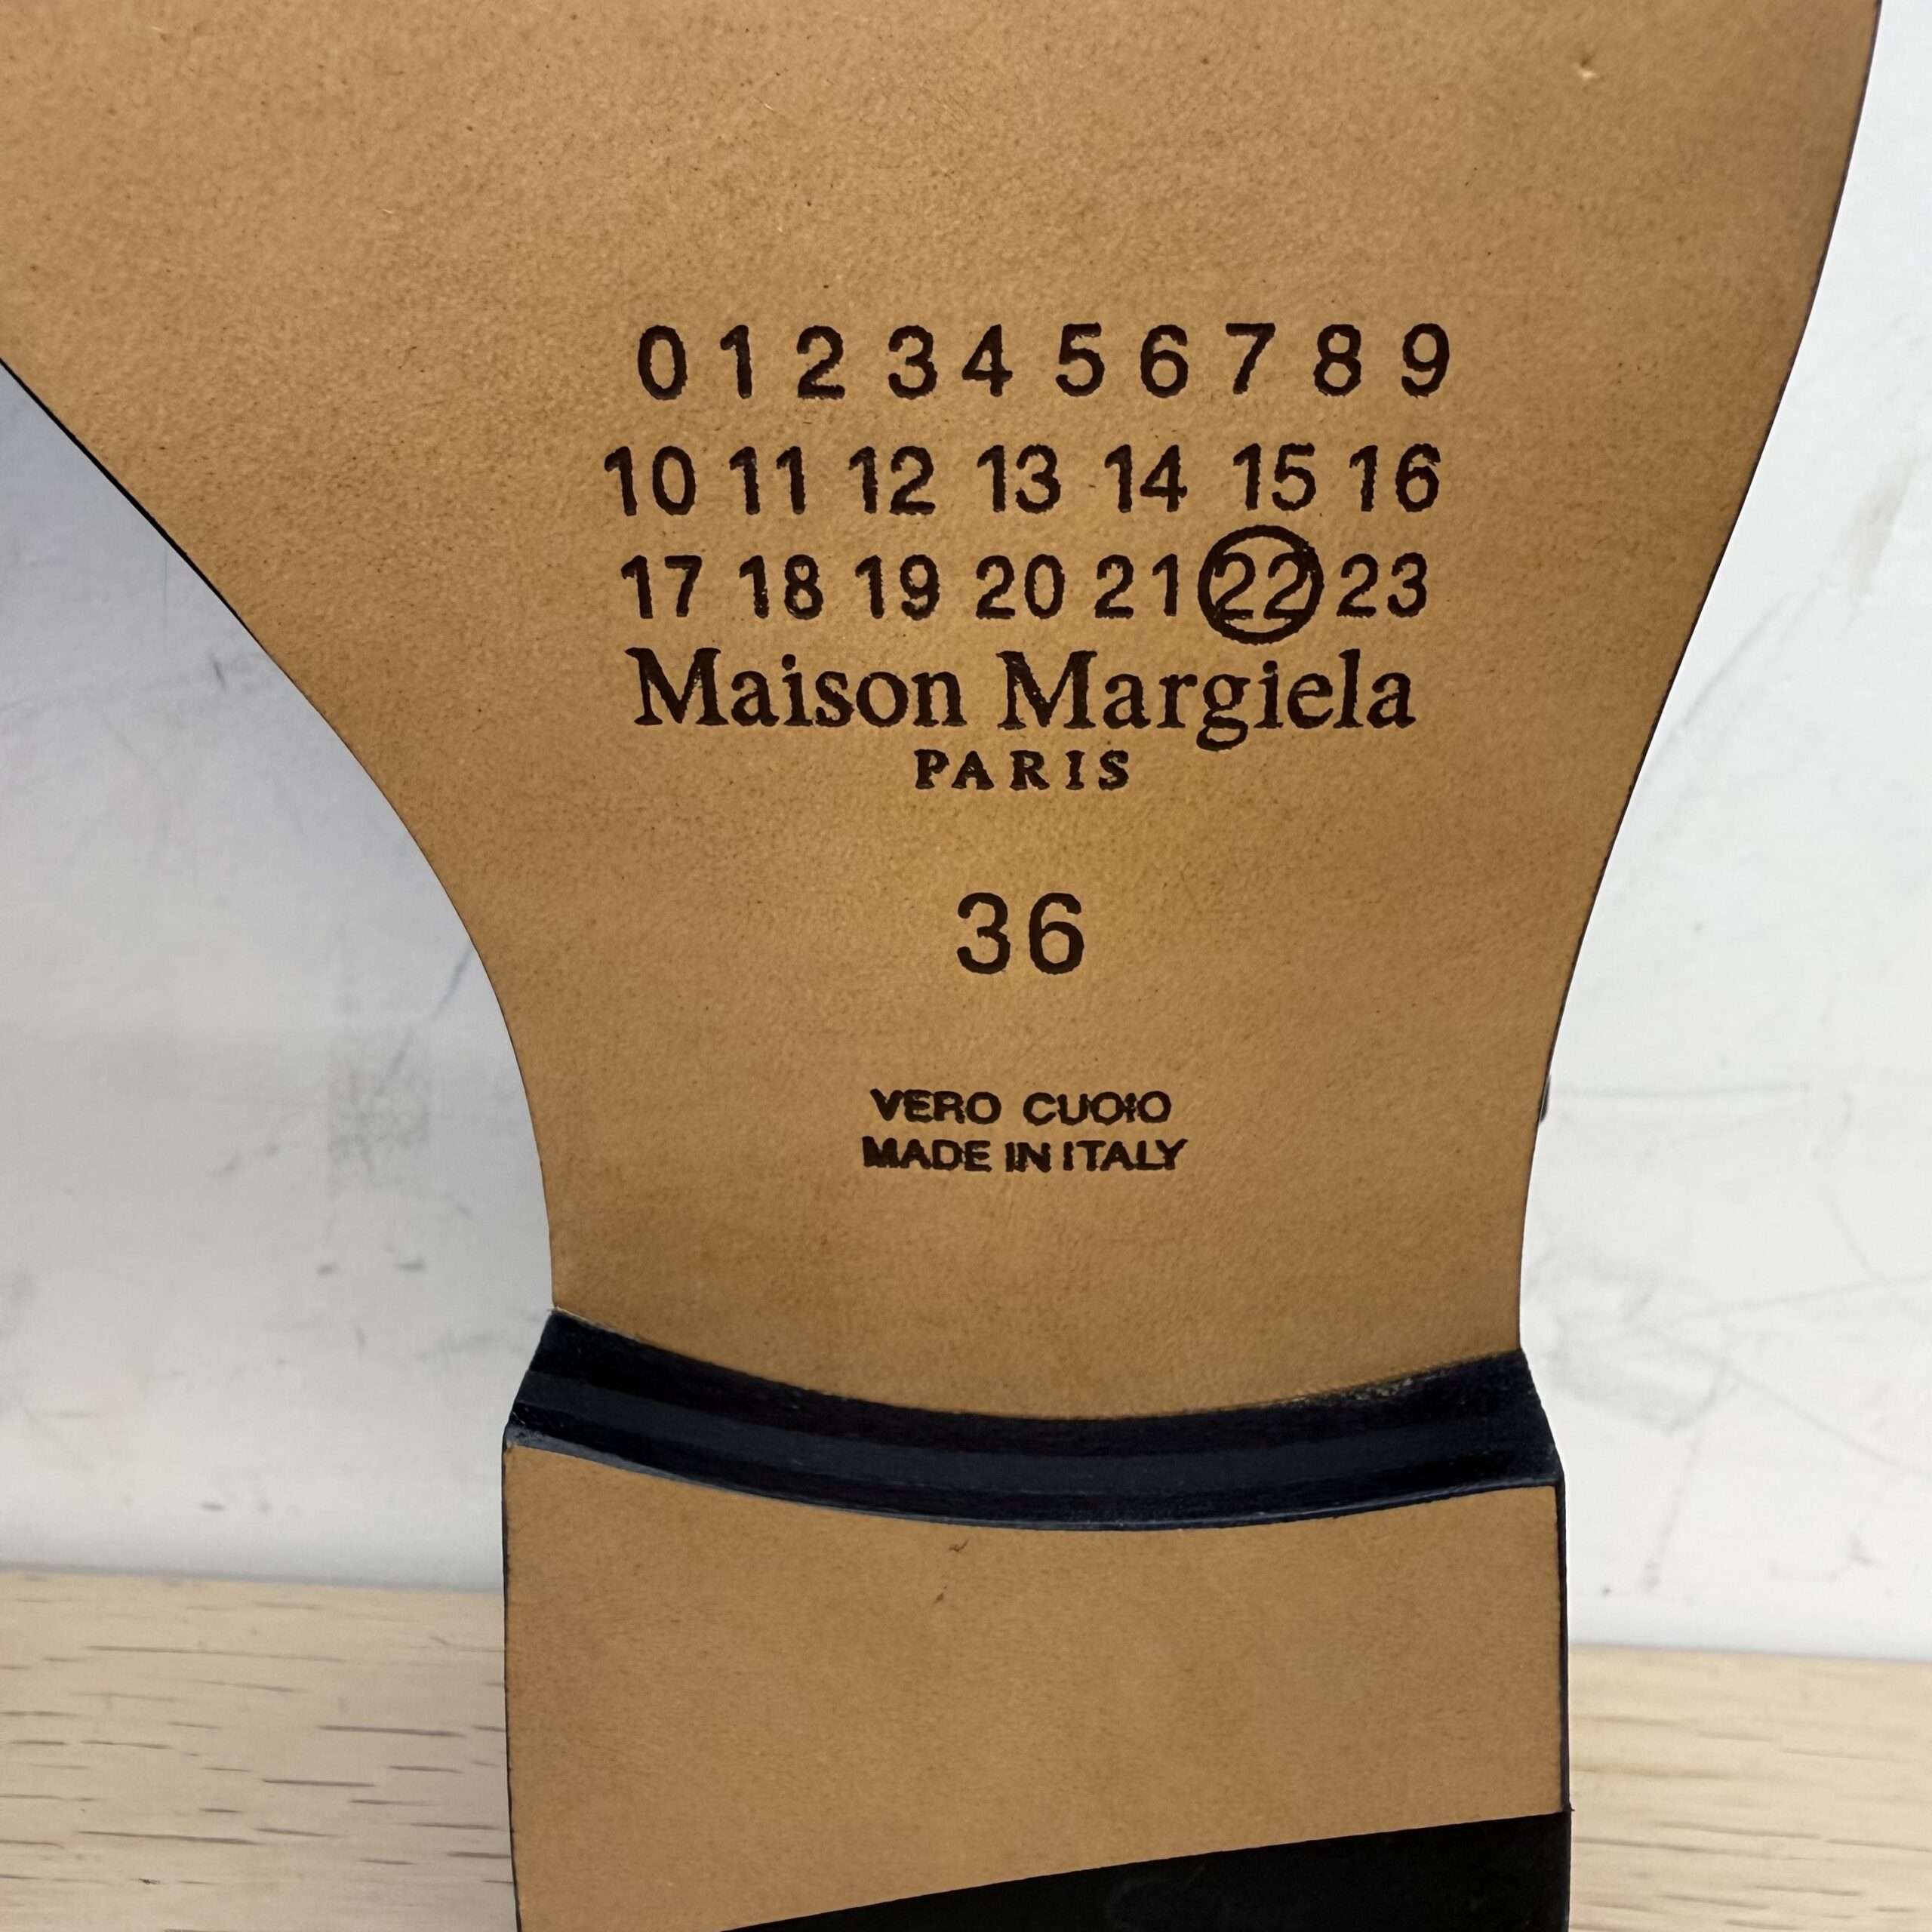 0 1 2 3 4 5 6 7 8 9
10 11 12 13 14 15 16
17 18 19 20 21 22 23
Maison Margiela
PARIS
36
VERO CUOIO
MADE IN ITALY